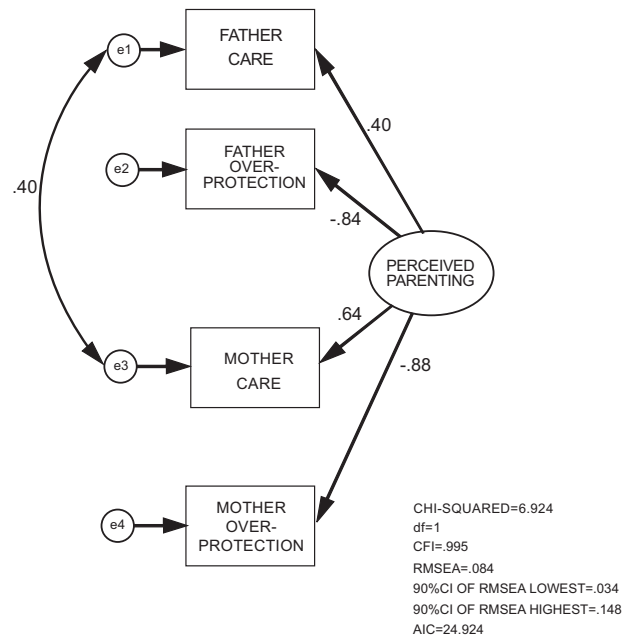 e1
FATHER
CARE
.40
e2
FATHER
OVER-
PROTECTION
.40
-.84
PERCEIVED
PARENTING
.64
e3
MOTHER
CARE
-.88
e4
MOTHER
OVER-
PROTECTION
CHI-SQUARED=6.924
df=1
CFI=.995
RMSEA=.084
90%CI OF RMSEA LOWEST=.034
90%CI OF RMSEA HIGHEST=.148
AIC=24.924